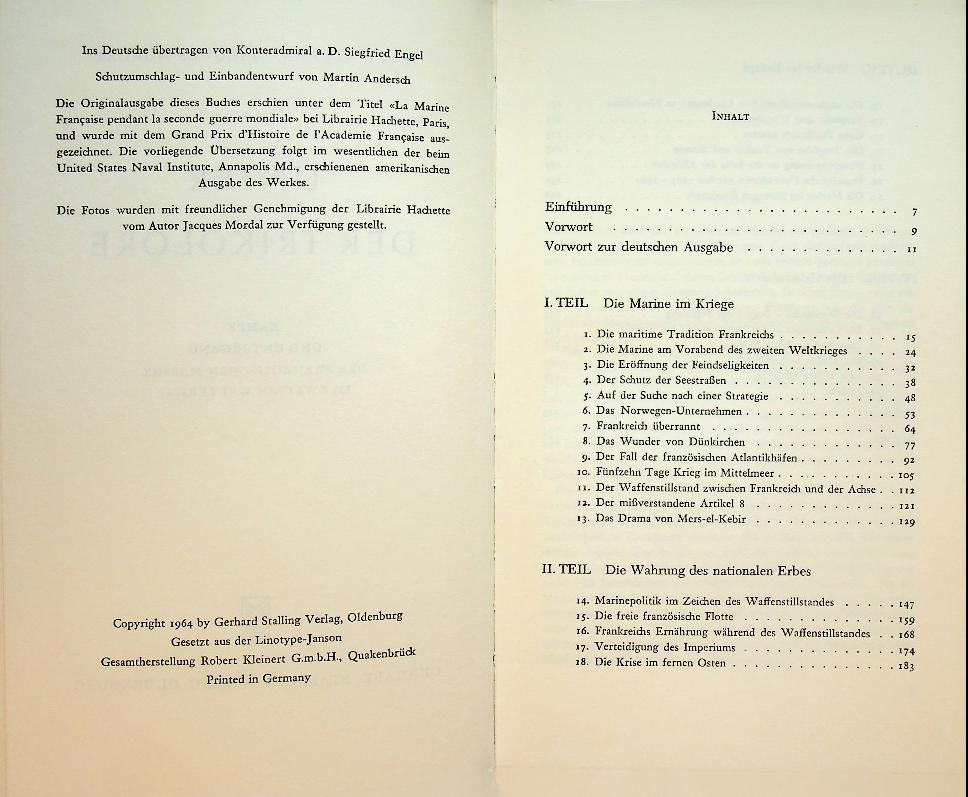 Ins Deutsche übertragen von Konteradmiral a. D. Siegfried Engel
Schutzumschlag- und Einbandentwurf von Martin Andersch
Die Originalausgabe dieses Buches erschien unter dem Titel «La Marine
Française pendant la seconde guerre mondiale» bei Librairie Hachette, Paris,
und wurde mit dem Grand Prix d'Histoire de l'Academie Française aus-
gezeichnet. Die vorliegende Übersetzung folgt im wesentlichen der beim
United States Naval Institute, Annapolis Md., erschienenen amerikanischen
Ausgabe des Werkes.
Die Fotos wurden mit freundlicher Genehmigung der Librairie Hachette
vom Autor Jacques Mordal zur Verfügung gestellt.
Copyright 1964 by Gerhard Stalling Verlag, Oldenburg
Gesetzt aus der Linotype-Janson
Gesamtherstellung Robert Kleinert G.m.b.H., Quakenbrück
Printed in Germany
INHALT
Einführung . . . . . . . . . . . . . . . . . . . . . . . . . 7
Vorwort . . . . . . . . . . . . . . . . . . . . . . . . . . 9
Vorwort zur deutschen Ausgabe . . . . . . . . . . . . . . 11
I. TEIL Die Marine im Kriege
1. Die maritime Tradition Frankreichs . . . . . . . . . . . 15
2. Die Marine am Vorabend des zweiten Weltkrieges . . . . 24
3. Die Eröffnung der Feindseligkeiten . . . . . . . . . . . 32
4. Der Schutz der Seestraßen . . . . . . . . . . . . . . . 38
5. Auf der Suche nach einer Strategie . . . . . . . . . . . 48
6. Das Norwegen-Unternehmen . . . . . . . . . . . . . . 53
7. Frankreich überrannt . . . . . . . . . . . . . . . . . 64
8. Das Wunder von Dünkirchen . . . . . . . . . . . . . 77
9. Der Fall der französischen Atlantikhäfen . . . . . . . . . 92
10. Fünfzehn Tage Krieg im Mittelmeer . . . . . . . . . . . 105
11. Der Waffenstillstand zwischen Frankreich und der Achse . . 112
12. Der mißverstandene Artikel 8 . . . . . . . . . . . . . 121
13. Das Drama von Mers-el-Kebir . . . . . . . . . . . . . 129
II. TEIL Die Wahrung des nationalen Erbes
14. Marinepolitik im Zeichen des Waffenstillstandes . . . . . 147
15. Die freie französische Flotte . . . . . . . . . . . . . . 159
16. Frankreichs Ernährung während des Waffenstillstandes . . 168
17. Verteidigung des Imperiums . . . . . . . . . . . . . . 174
18. Die Krise im fernen Osten . . . . . . . . . . . . . . . 183